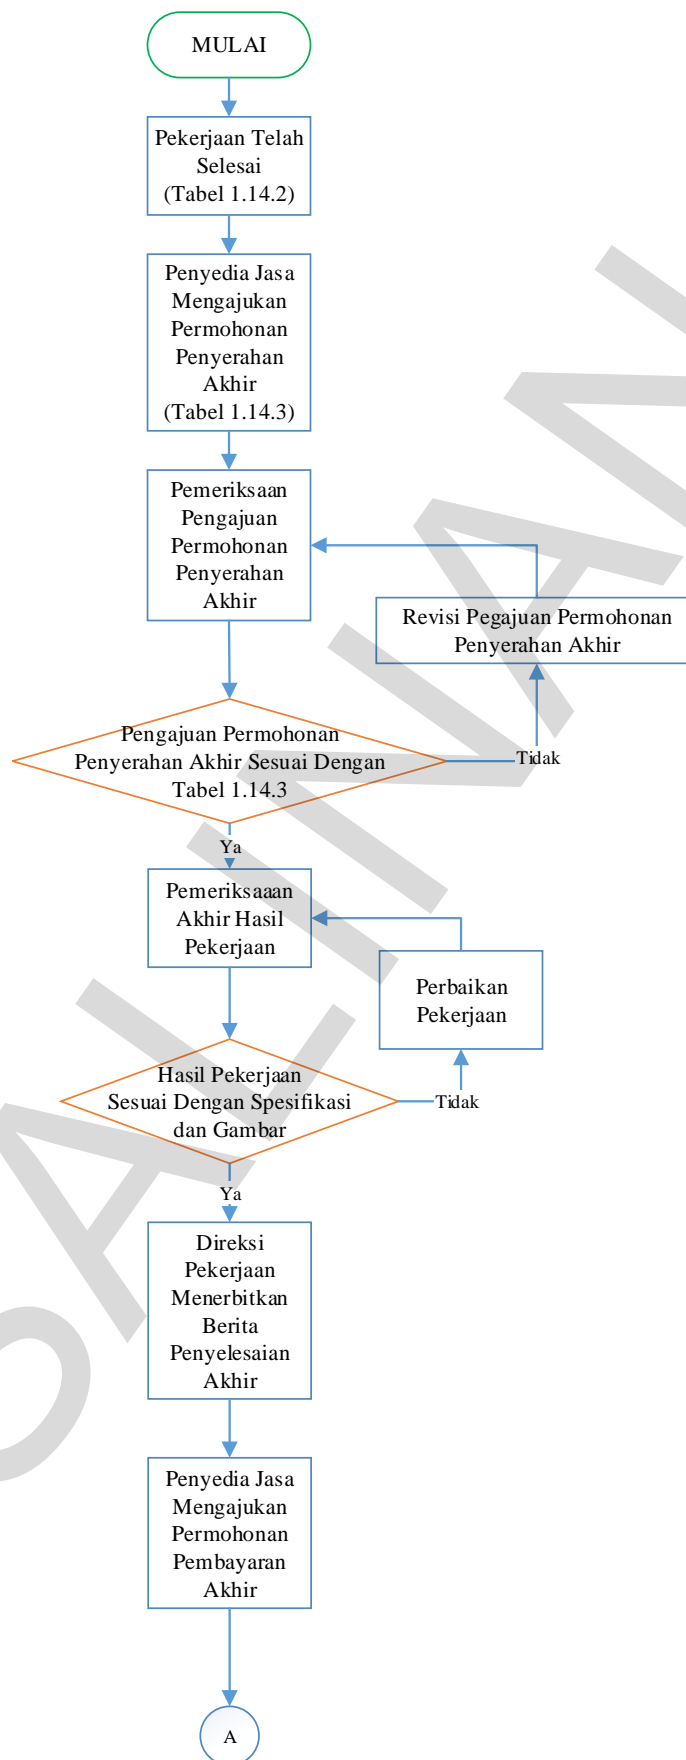 MULAI
Pekerjaan Telah
Selesai
(Tabel 1.14.2)
Penyedia Jasa
Mengajukan
Permohonan
Penyerahan
Akhir
(Tabel 1.14.3)
Pemeriksaan
Pengajuan
Permohonan
Penyerahan
Akhir
Revisi Pegajuan Permohonan
Penyerahan Akhir
Pengajuan Permohonan
Penyerahan Akhir Sesuai Dengan
Tabel 1.14.3
Tidak
Ya
Pemeriksaaan
Akhir Hasil
Pekerjaan
Perbaikan
Pekerjaan
Hasil Pekerjaan
Sesuai Dengan Spesifikasi
dan Gambar
Tidak
Ya
Direksi
Pekerjaan
Menerbitkan
Berita
Penyelesaian
Akhir
Penyedia Jasa
Mengajukan
Permohonan
Pembayaran
Akhir
A
SALINAN